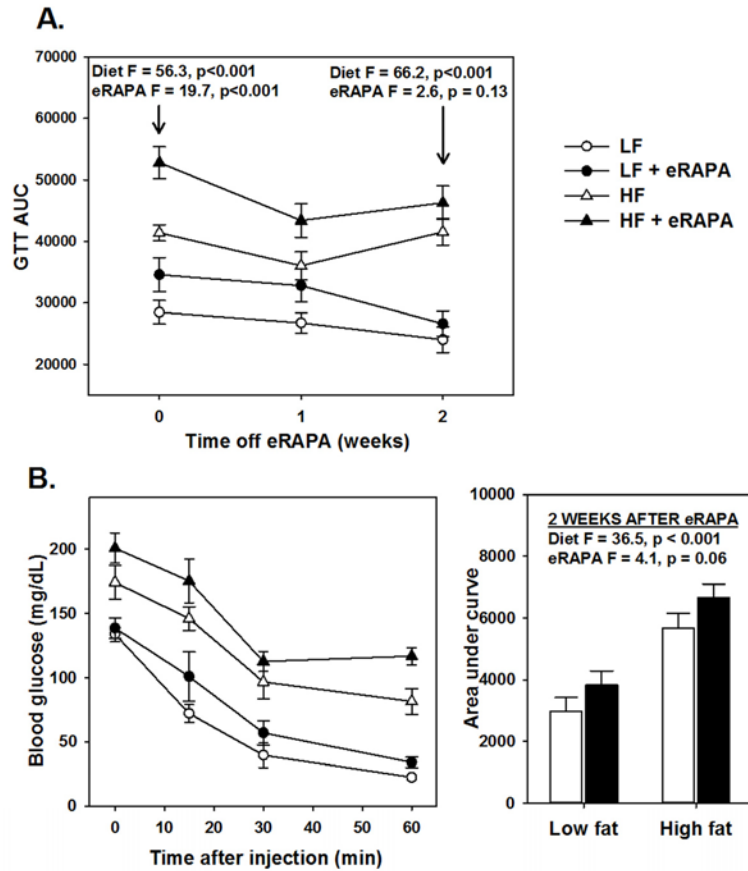 A.
70000
60000
50000
40000
30000
20000
GTT AUC
Diet F = 56.3, p<0.001
eRAPA F = 19.7, p<0.001
Diet F = 66.2, p<0.001
eRAPA F = 2.6, p = 0.13
0 1 2
Time off eRAPA (weeks)
LF
LF + eRAPA
HF
HF + eRAPA
B.
200
150
100
50
0
Blood glucose (mg/dL)
0 10 20 30 40 50 60
Time after injection (min)
10000
8000
6000
4000
2000
0
Area under curve
2 WEEKS AFTER eRAPA
Diet F = 36.5, p < 0.001
eRAPA F = 4.1, p = 0.06
Low fat High fat